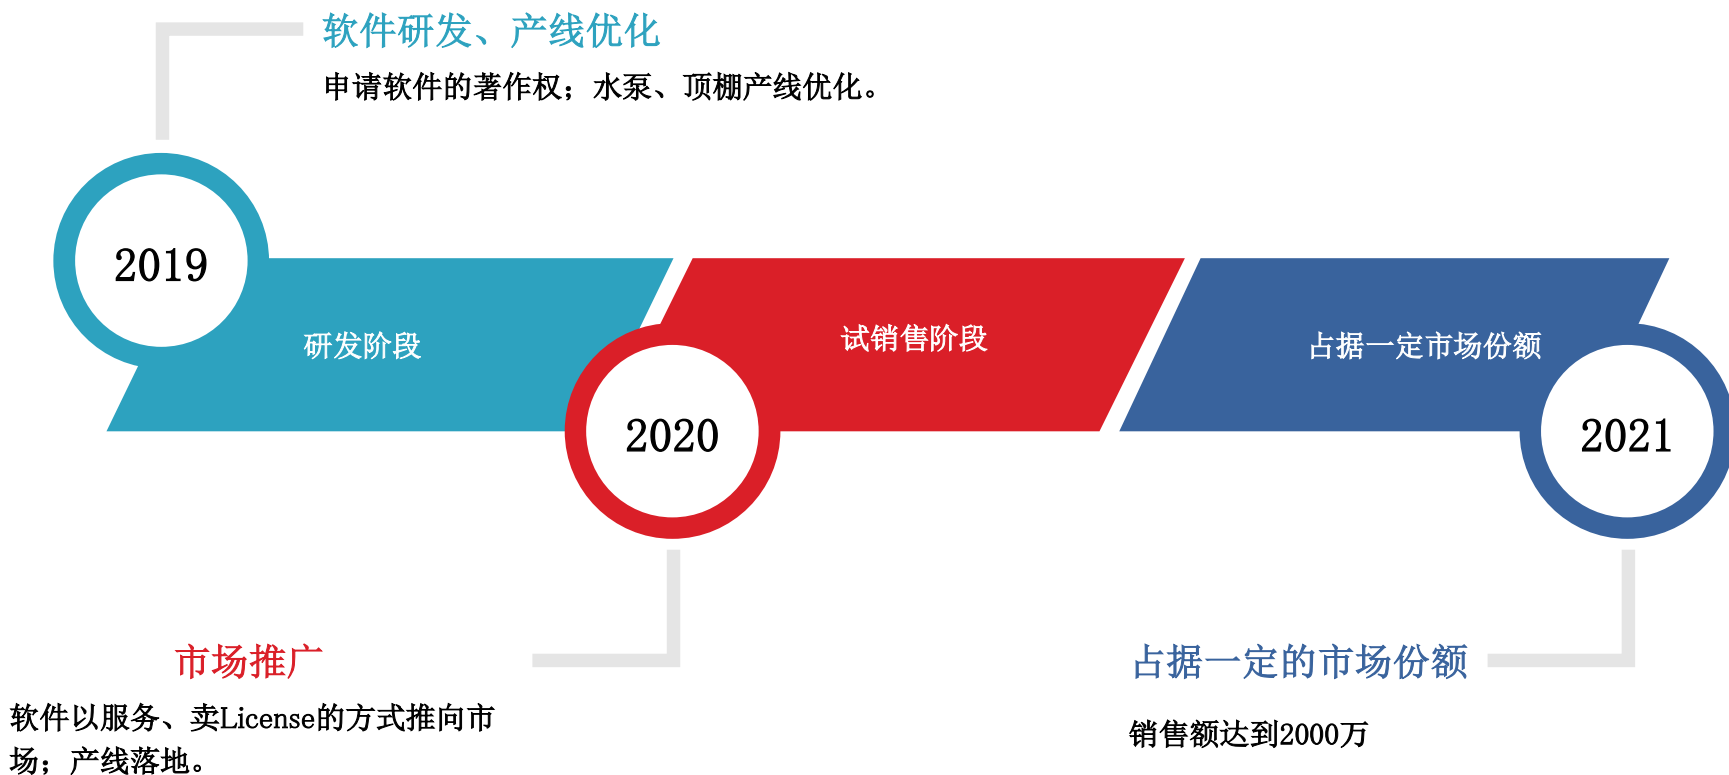 软件研发、产线优化
申请软件的著作权；水泵、顶棚产线优化。
2019
研发阶段
试销售阶段
占据一定市场份额
2020
2021
市场推广
软件以服务、卖License的方式推向市
场；产线落地。
占据一定的市场份额
销售额达到2000万